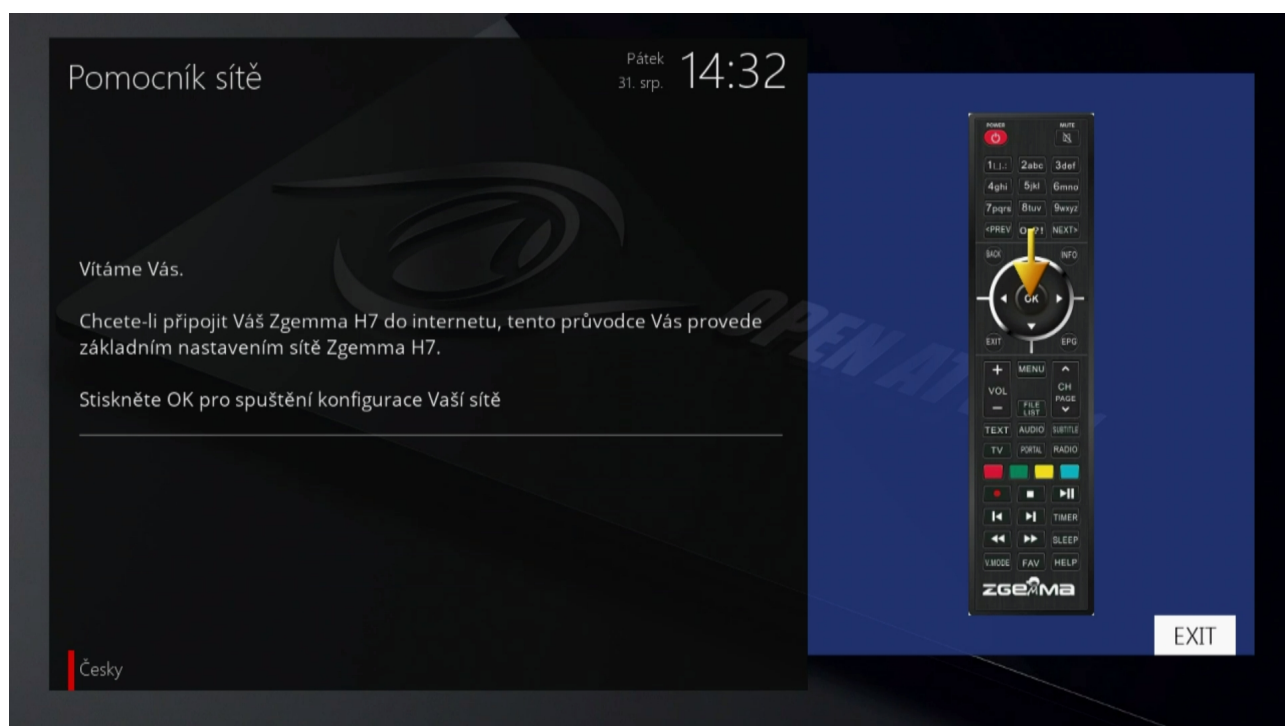 Pomocník sítě
Pátek
31. srp.
14:32
Vítáme Vás.
Chcete-li připojit Váš Zgemma H7 do internetu, tento průvodce Vás provede
základním nastavením sítě Zgemma H7.
Stiskněte OK pro spuštění konfigurace Vaší sítě
Česky
OPEN
POWER MUTE
2abc 3def
4ghi 5jkl 6mno
7pqrs 8tuv 9wxyz
<PREV NEXT>
BACK INFO
OK
EXIT EPG
+ MENU
VOL CH
PAGE
− FILE
LIST
TEXT AUDIO SUBTITLE
TV PORTAL RADIO
TIMER
SLEEP
V.MODE FAV HELP
ZGEMMA
EXIT